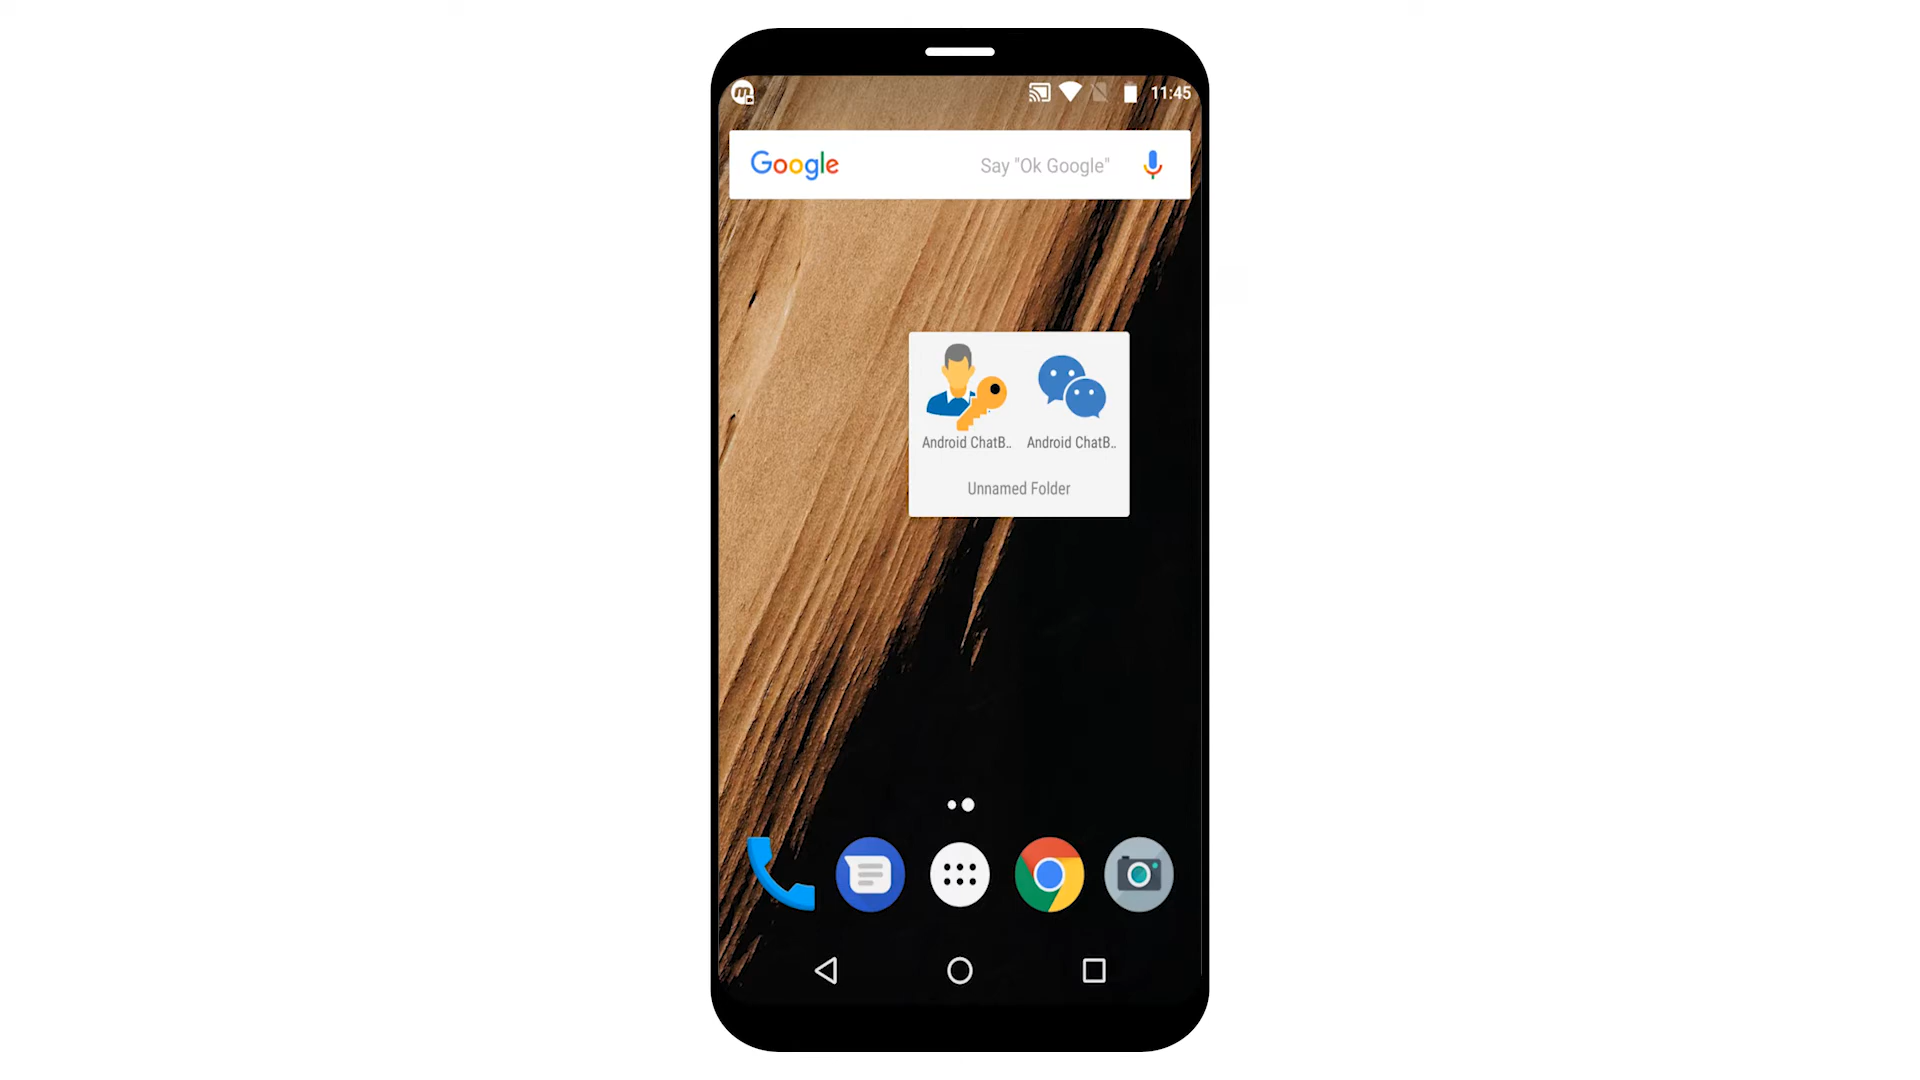 11:45
Google Say "Ok Google"
Android ChatB.. Android ChatB..
Unnamed Folder